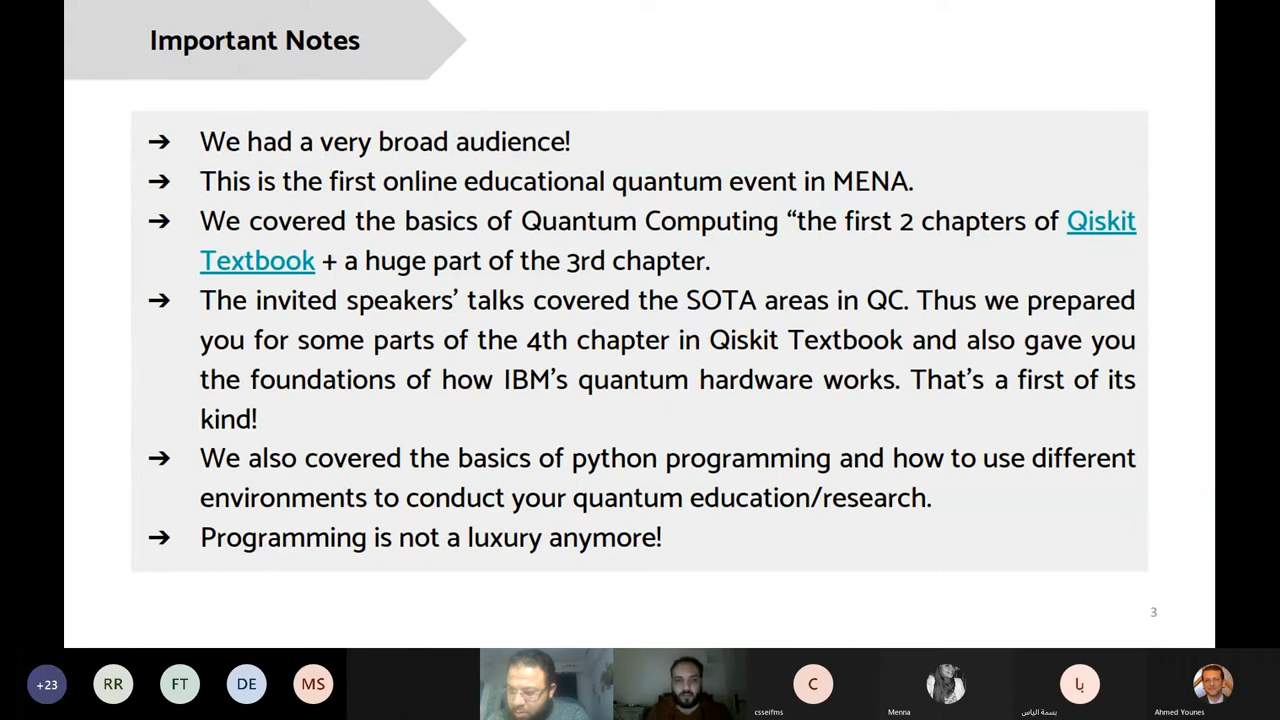 Important Notes
➔ We had a very broad audience!
➔ This is the first online educational quantum event in MENA.
➔ We covered the basics of Quantum Computing “the first 2 chapters of Qiskit
Textbook + a huge part of the 3rd chapter.
➔ The invited speakers’ talks covered the SOTA areas in QC. Thus we prepared
you for some parts of the 4th chapter in Qiskit Textbook and also gave you
the foundations of how IBM’s quantum hardware works. That’s a first of its
kind!
➔ We also covered the basics of python programming and how to use different
environments to conduct your quantum education/research.
➔ Programming is not a luxury anymore!
3
+23 RR FT DE MS C با
csseifms Menna بسمة الياس Ahmed Younes